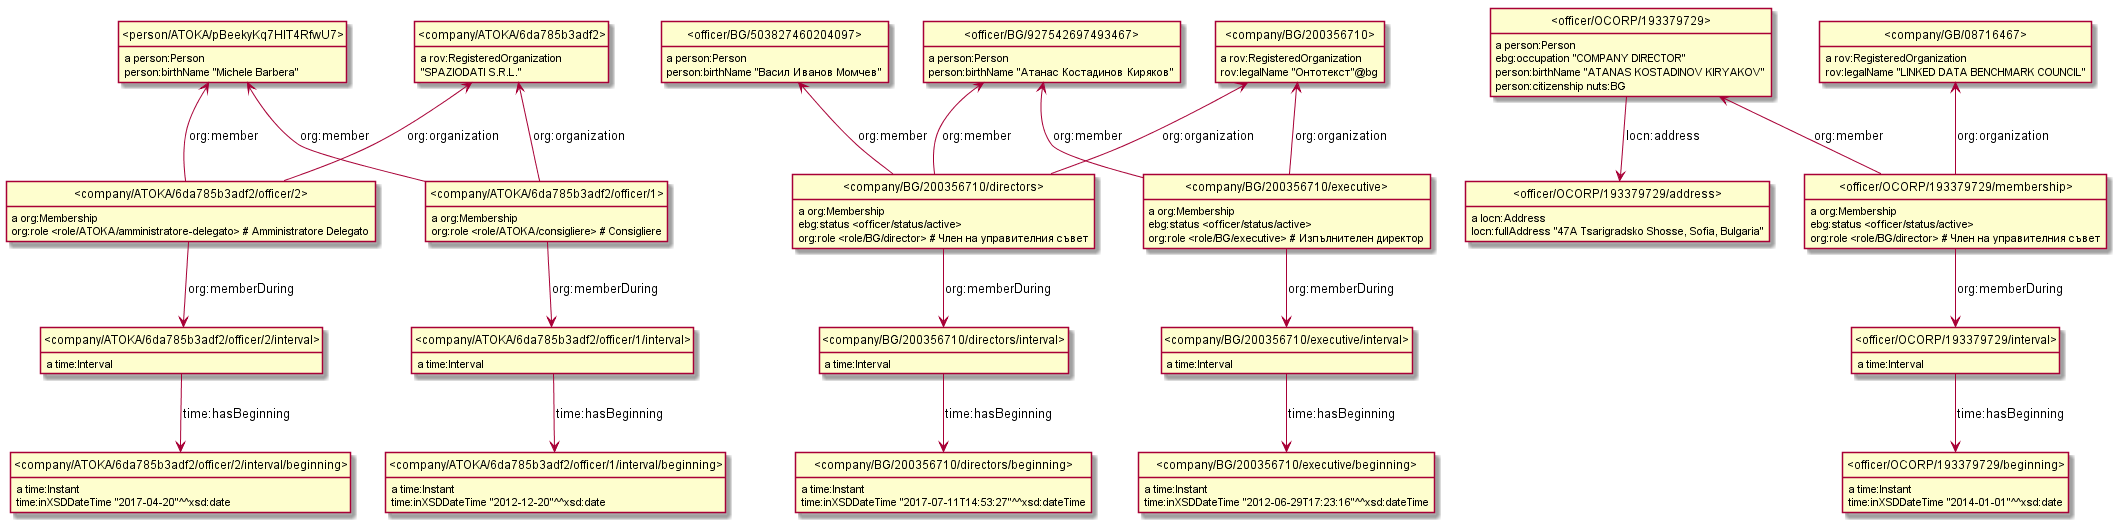 <person/ATOKA/pBeekyKq7HIT4RfwU7>
a person:Person
person:birthName "Michele Barbera"
<company/ATOKA/6da785b3adf2>
a rov:RegisteredOrganization
"SPAZIODATI S.R.L."
<officer/BG/503827460204097>
a person:Person
person:birthName "Васил Иванов Момчев"
<officer/BG/927542697493467>
a person:Person
person:birthName "Атанас Костадинов Киряков"
<company/BG/200356710>
a rov:RegisteredOrganization
rov:legalName "Онтотекст"@bg
<officer/OCORP/193379729>
a person:Person
ebg:occupation "COMPANY DIRECTOR"
person:birthName "ATANAS KOSTADINOV KIRYAKOV"
person:citizenship nuts:BG
<company/GB/08716467>
a rov:RegisteredOrganization
rov:legalName "LINKED DATA BENCHMARK COUNCIL"
org:member
org:member
org:organization
org:organization
org:member
org:member
org:member
org:organization
org:organization
locn:address
org:member
org:organization
<company/ATOKA/6da785b3adf2/officer/2>
a org:Membership
org:role <role/ATOKA/amministratore-delegato> # Amministratore Delegato
<company/ATOKA/6da785b3adf2/officer/1>
a org:Membership
org:role <role/ATOKA/consigliere> # Consigliere
<company/BG/200356710/directors>
a org:Membership
ebg:status <officer/status/active>
org:role <role/BG/director> # Член на управителния съвет
<company/BG/200356710/executive>
a org:Membership
ebg:status <officer/status/active>
org:role <role/BG/executive> # Изпълнителен директор
<officer/OCORP/193379729/address>
a locn:Address
locn:fullAddress "47A Tsarigradsko Shosse, Sofia, Bulgaria"
<officer/OCORP/193379729/membership>
a org:Membership
ebg:status <officer/status/active>
org:role <role/BG/director> # Член на управителния съвет
org:memberDuring
org:memberDuring
org:memberDuring
org:memberDuring
org:memberDuring
<company/ATOKA/6da785b3adf2/officer/2/interval>
a time:Interval
<company/ATOKA/6da785b3adf2/officer/1/interval>
a time:Interval
<company/BG/200356710/directors/interval>
a time:Interval
<company/BG/200356710/executive/interval>
a time:Interval
<officer/OCORP/193379729/interval>
a time:Interval
time:hasBeginning
time:hasBeginning
time:hasBeginning
time:hasBeginning
time:hasBeginning
<company/ATOKA/6da785b3adf2/officer/2/interval/beginning>
a time:Instant
time:inXSDDateTime "2017-04-20"^^xsd:date
<company/ATOKA/6da785b3adf2/officer/1/interval/beginning>
a time:Instant
time:inXSDDateTime "2012-12-20"^^xsd:date
<company/BG/200356710/directors/beginning>
a time:Instant
time:inXSDDateTime "2017-07-11T14:53:27"^^xsd:dateTime
<company/BG/200356710/executive/beginning>
a time:Instant
time:inXSDDateTime "2012-06-29T17:23:16"^^xsd:dateTime
<officer/OCORP/193379729/beginning>
a time:Instant
time:inXSDDateTime "2014-01-01"^^xsd:date